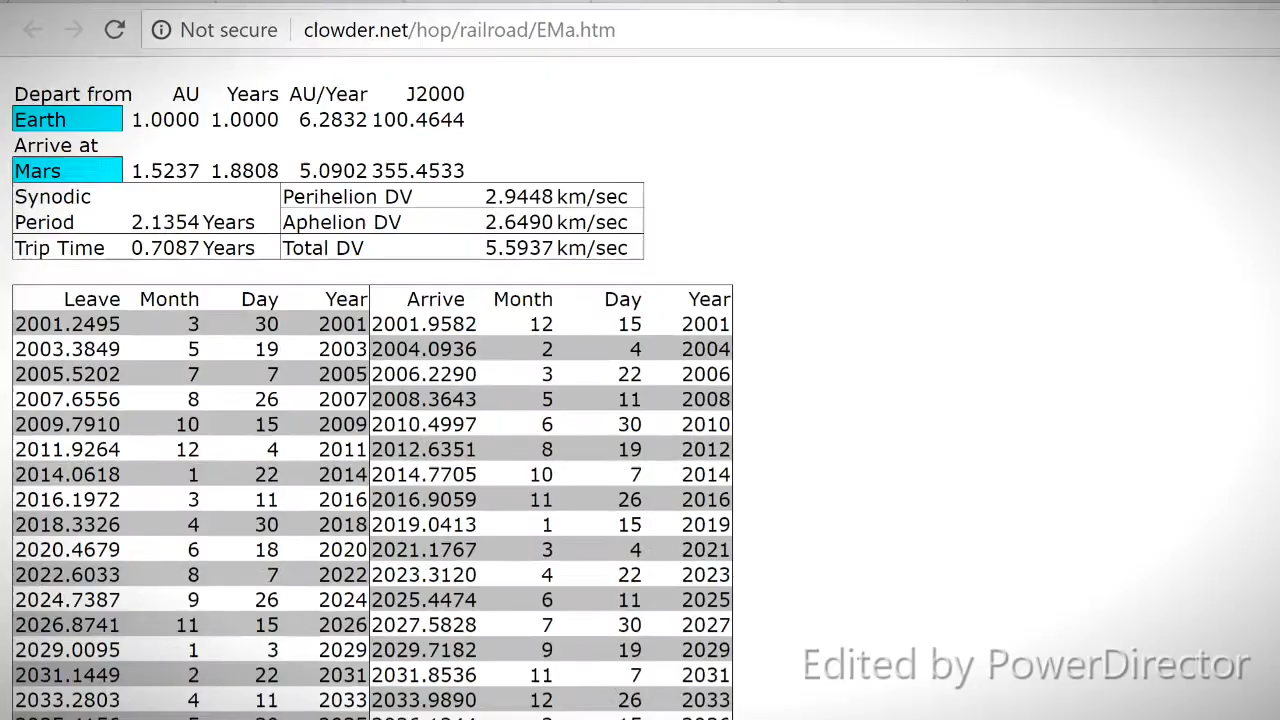 Not secure clowder.net/hop/railroad/EMa.htm
Depart from AU Years AU/Year J2000
Earth 1.0000 1.0000 6.2832 100.4644
Arrive at
Mars 1.5237 1.8808 5.0902 355.4533
Synodic Perihelion DV 2.9448 km/sec
Period 2.1354 Years Aphelion DV 2.6490 km/sec
Trip Time 0.7087 Years Total DV 5.5937 km/sec
Leave Month Day Year Arrive Month Day Year
2001.2495 3 30 2001 2001.9582 12 15 2001
2003.3849 5 19 2003 2004.0936 2 4 2004
2005.5202 7 7 2005 2006.2290 3 22 2006
2007.6556 8 26 2007 2008.3643 5 11 2008
2009.7910 10 15 2009 2010.4997 6 30 2010
2011.9264 12 4 2011 2012.6351 8 19 2012
2014.0618 1 22 2014 2014.7705 10 7 2014
2016.1972 3 11 2016 2016.9059 11 26 2016
2018.3326 4 30 2018 2019.0413 1 15 2019
2020.4679 6 18 2020 2021.1767 3 4 2021
2022.6033 8 7 2022 2023.3120 4 22 2023
2024.7387 9 26 2024 2025.4474 6 11 2025
2026.8741 11 15 2026 2027.5828 7 30 2027
2029.0095 1 3 2029 2029.7182 9 19 2029
2031.1449 2 22 2031 2031.8536 11 7 2031
2033.2803 4 11 2033 2033.9890 12 26 2033
Edited by PowerDirector